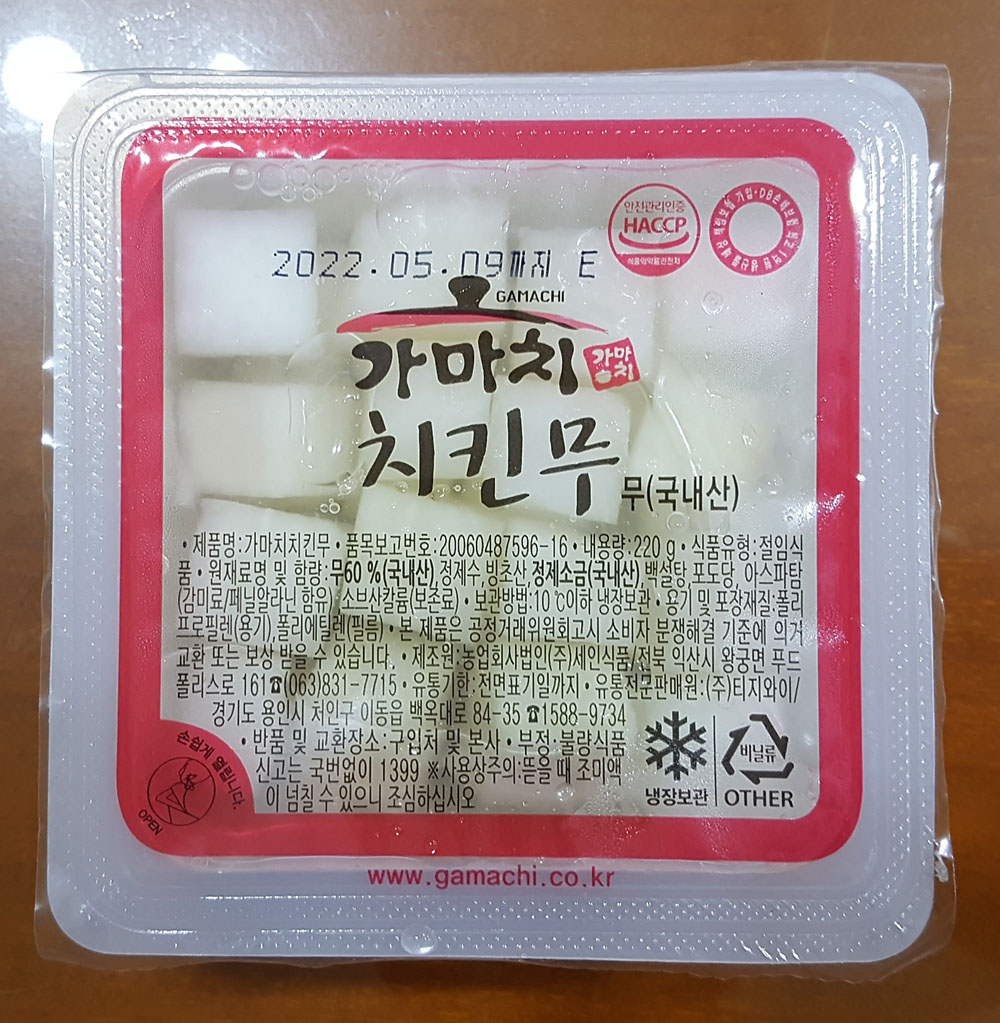 안전관리인증
HACCP
식품의약품안전처
2022.05.09까지 E
GAMACHI
가마치
가마치
치킨무
무(국내산)
• 제품명:가마치치킨무 • 품목보고번호:20060487596-16 • 내용량:220 g • 식품유형:절임식
품 • 원재료명 및 함량:무60 %(국내산),정제수,빙초산,정제소금(국내산),백설탕,포도당, 아스파탐
(감미료/페닐알라닌 함유), 소브산칼륨(보존료) • 보관방법:10 ℃이하 냉장보관 • 용기 및 포장재질:폴리
프로필렌(용기),폴리에틸렌(필름) • 본 제품은 공정거래위원회고시 소비자 분쟁해결 기준에 의거
교환 또는 보상 받을 수 있습니다. • 제조원:농업회사법인(주)세인식품/전북 익산시 왕궁면 푸드
폴리스로 161☎(063)831-7715 • 유통기한:전면표기일까지 • 유통전문판매원:(주)티지와이/
경기도 용인시 처인구 이동읍 백옥대로 84-35 ☎1588-9734
• 반품 및 교환장소:구입처 및 본사 • 부정·불량식품
신고는 국번없이 1399 ※사용상주의:뜯을 때 조미액
이 넘칠 수 있으니 조심하십시오
손쉽게 열립니다.
OPEN
냉장보관
비닐류
OTHER
www.gamachi.co.kr